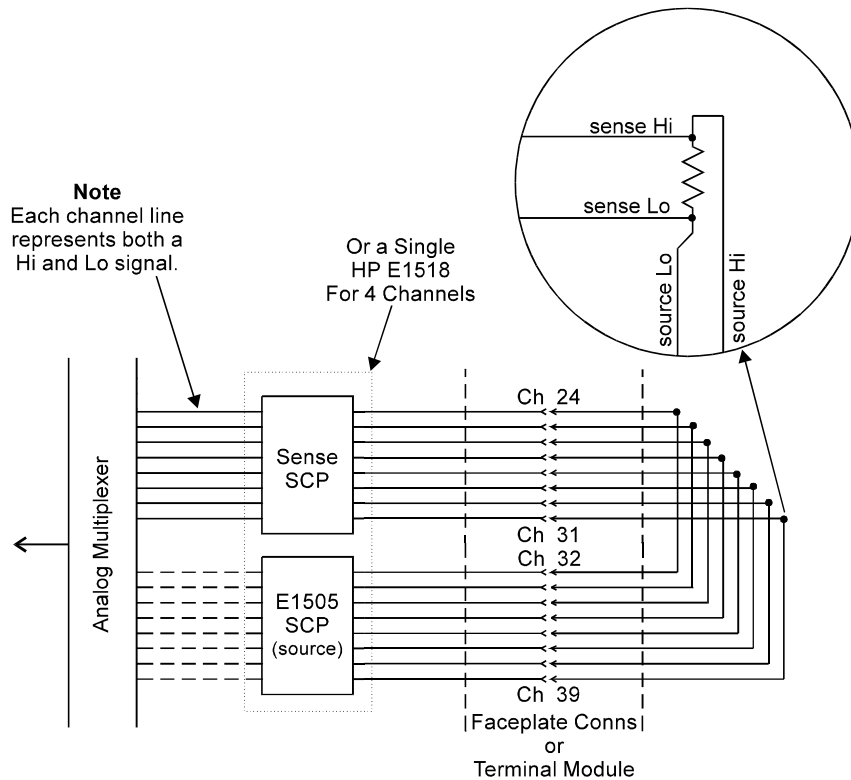 sense Hi
sense Lo
source Lo
source Hi
Note
Each channel line
represents both a
Hi and Lo signal.
Or a Single
HP E1518
For 4 Channels
Analog Multiplexer
Sense
SCP
E1505
SCP
(source)
Ch 24
Ch 31
Ch 32
Ch 39
Faceplate Conns
or
Terminal Module